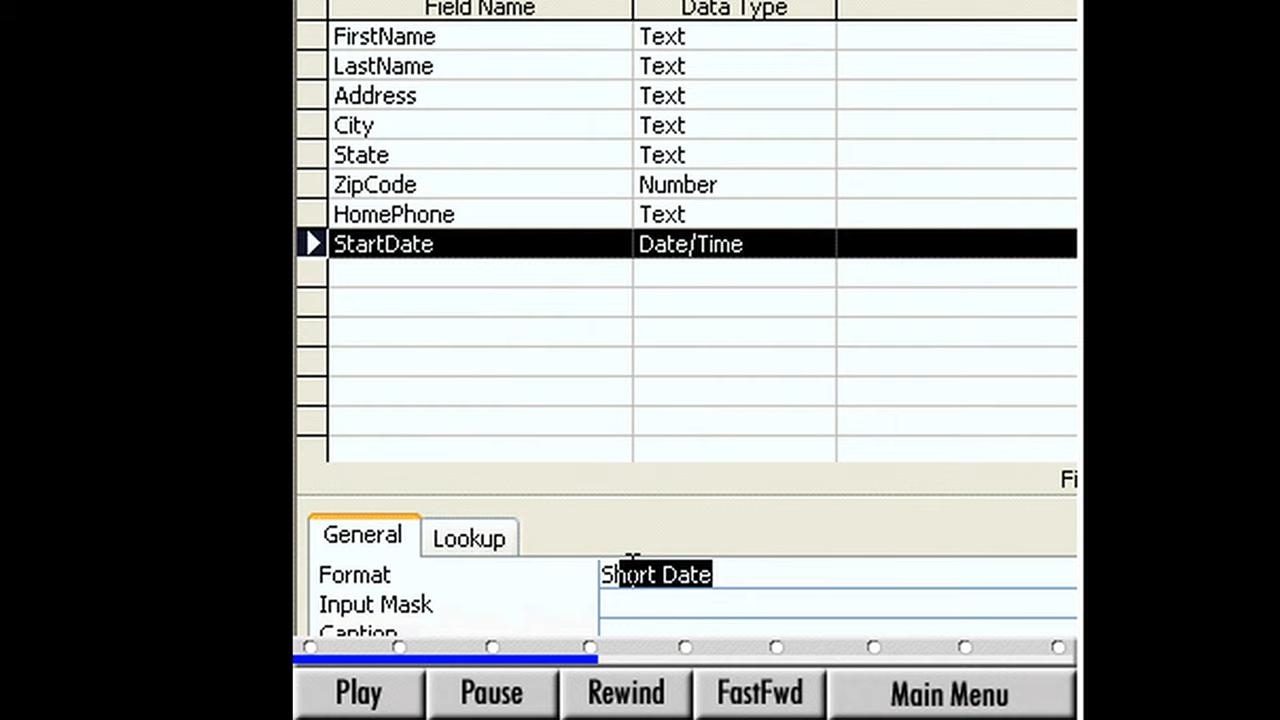 Field Name Data Type
FirstName Text
LastName Text
Address Text
City Text
State Text
ZipCode Number
HomePhone Text
StartDate Date/Time
General Lookup
Format Short Date
Input Mask
Caption
Play Pause Rewind FastFwd Main Menu